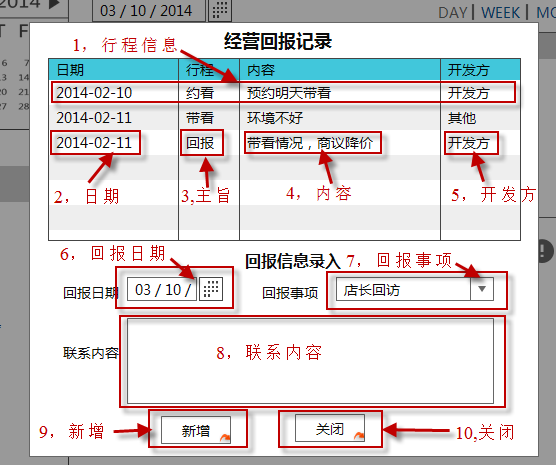 2014
03 / 10 / 2014
DAY | WEEK | MO
T F
6 7
13 14
20 21
27 28
经营回报记录
1，行程信息
日期 行程 内容 开发方
2014-02-10 约看 预约明天带看 开发方
2014-02-11 带看 环境不好 其他
2014-02-11 回报 带看情况，商议降价 开发方
2，日期
3,主旨
4，内容
5，开发方
6，回报日期
回报信息录入
7，回报事项
回报日期 03 / 10 /
回报事项 店长回访
联系内容
8，联系内容
9，新增
新增
关闭
10,关闭